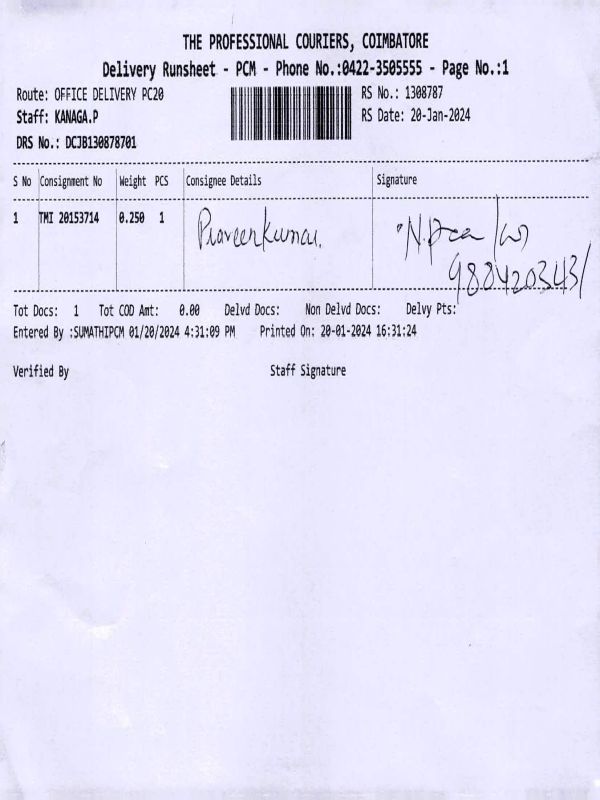 THE PROFESSIONAL COURIERS, COIMBATORE
Delivery Runsheet - PCM - Phone No.:0422-3505555 - Page No.:1
Route: OFFICE DELIVERY PC20
RS No.: 1308787
Staff: KANAGA.P
RS Date: 20-Jan-2024
DRS No.: DCJB130878701
S No Consignment No Weight PCS Consignee Details Signature
1 TMI 20153714 0.250 1 Praveenkumar.
Tot Docs: 1 Tot COD Amt: 0.00 Delvd Docs: Non Delvd Docs: Delvy Pts:
Entered By :SUMATHIPCM 01/20/2024 4:31:09 PM Printed On: 20-01-2024 16:31:24
Verified By Staff Signature